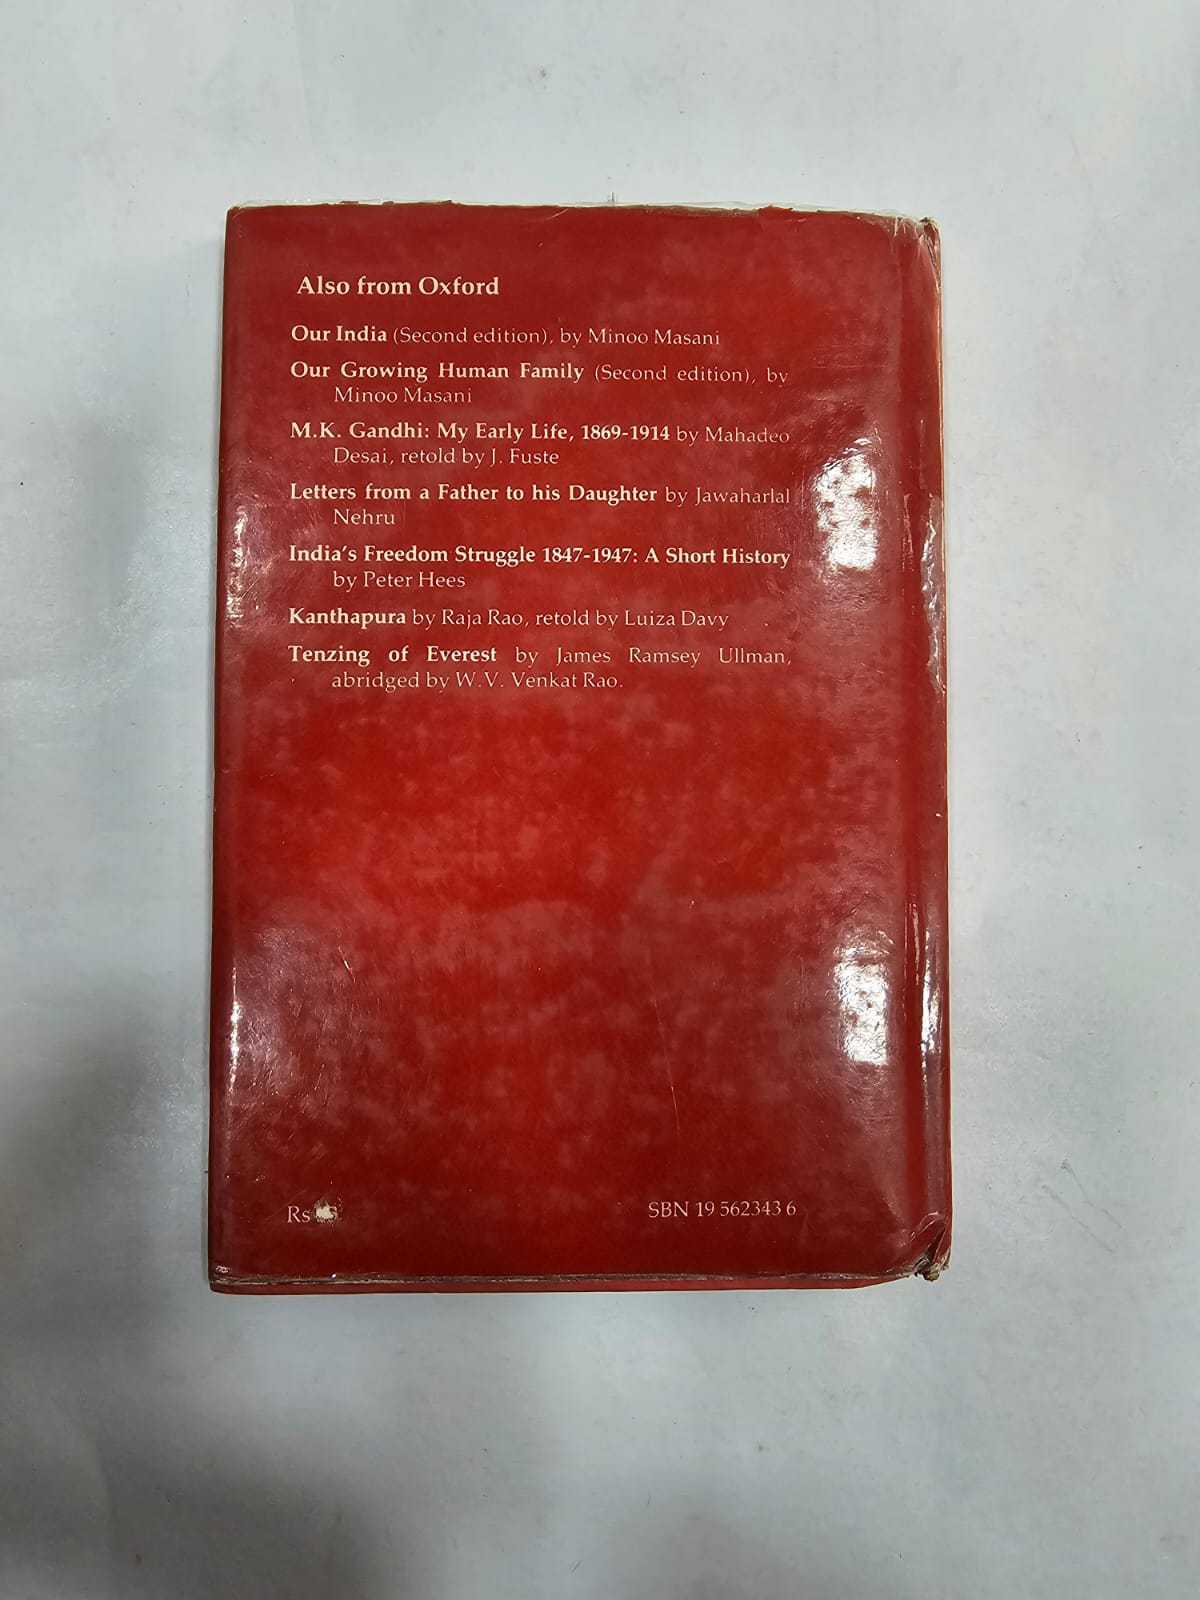 Also from Oxford
Our India (Second edition), by Minoo Masani
Our Growing Human Family (Second edition), by
Minoo Masani
M.K. Gandhi: My Early Life, 1869-1914 by Mahadeo
Desai, retold by J. Fuste
Letters from a Father to his Daughter by Jawaharlal
Nehru
India's Freedom Struggle 1847-1947: A Short History
by Peter Hees
Kanthapura by Raja Rao, retold by Luiza Davy
Tenzing of Everest by James Ramsey Ullman,
abridged by W.V. Venkat Rao.
Rs
SBN 19 562343 6